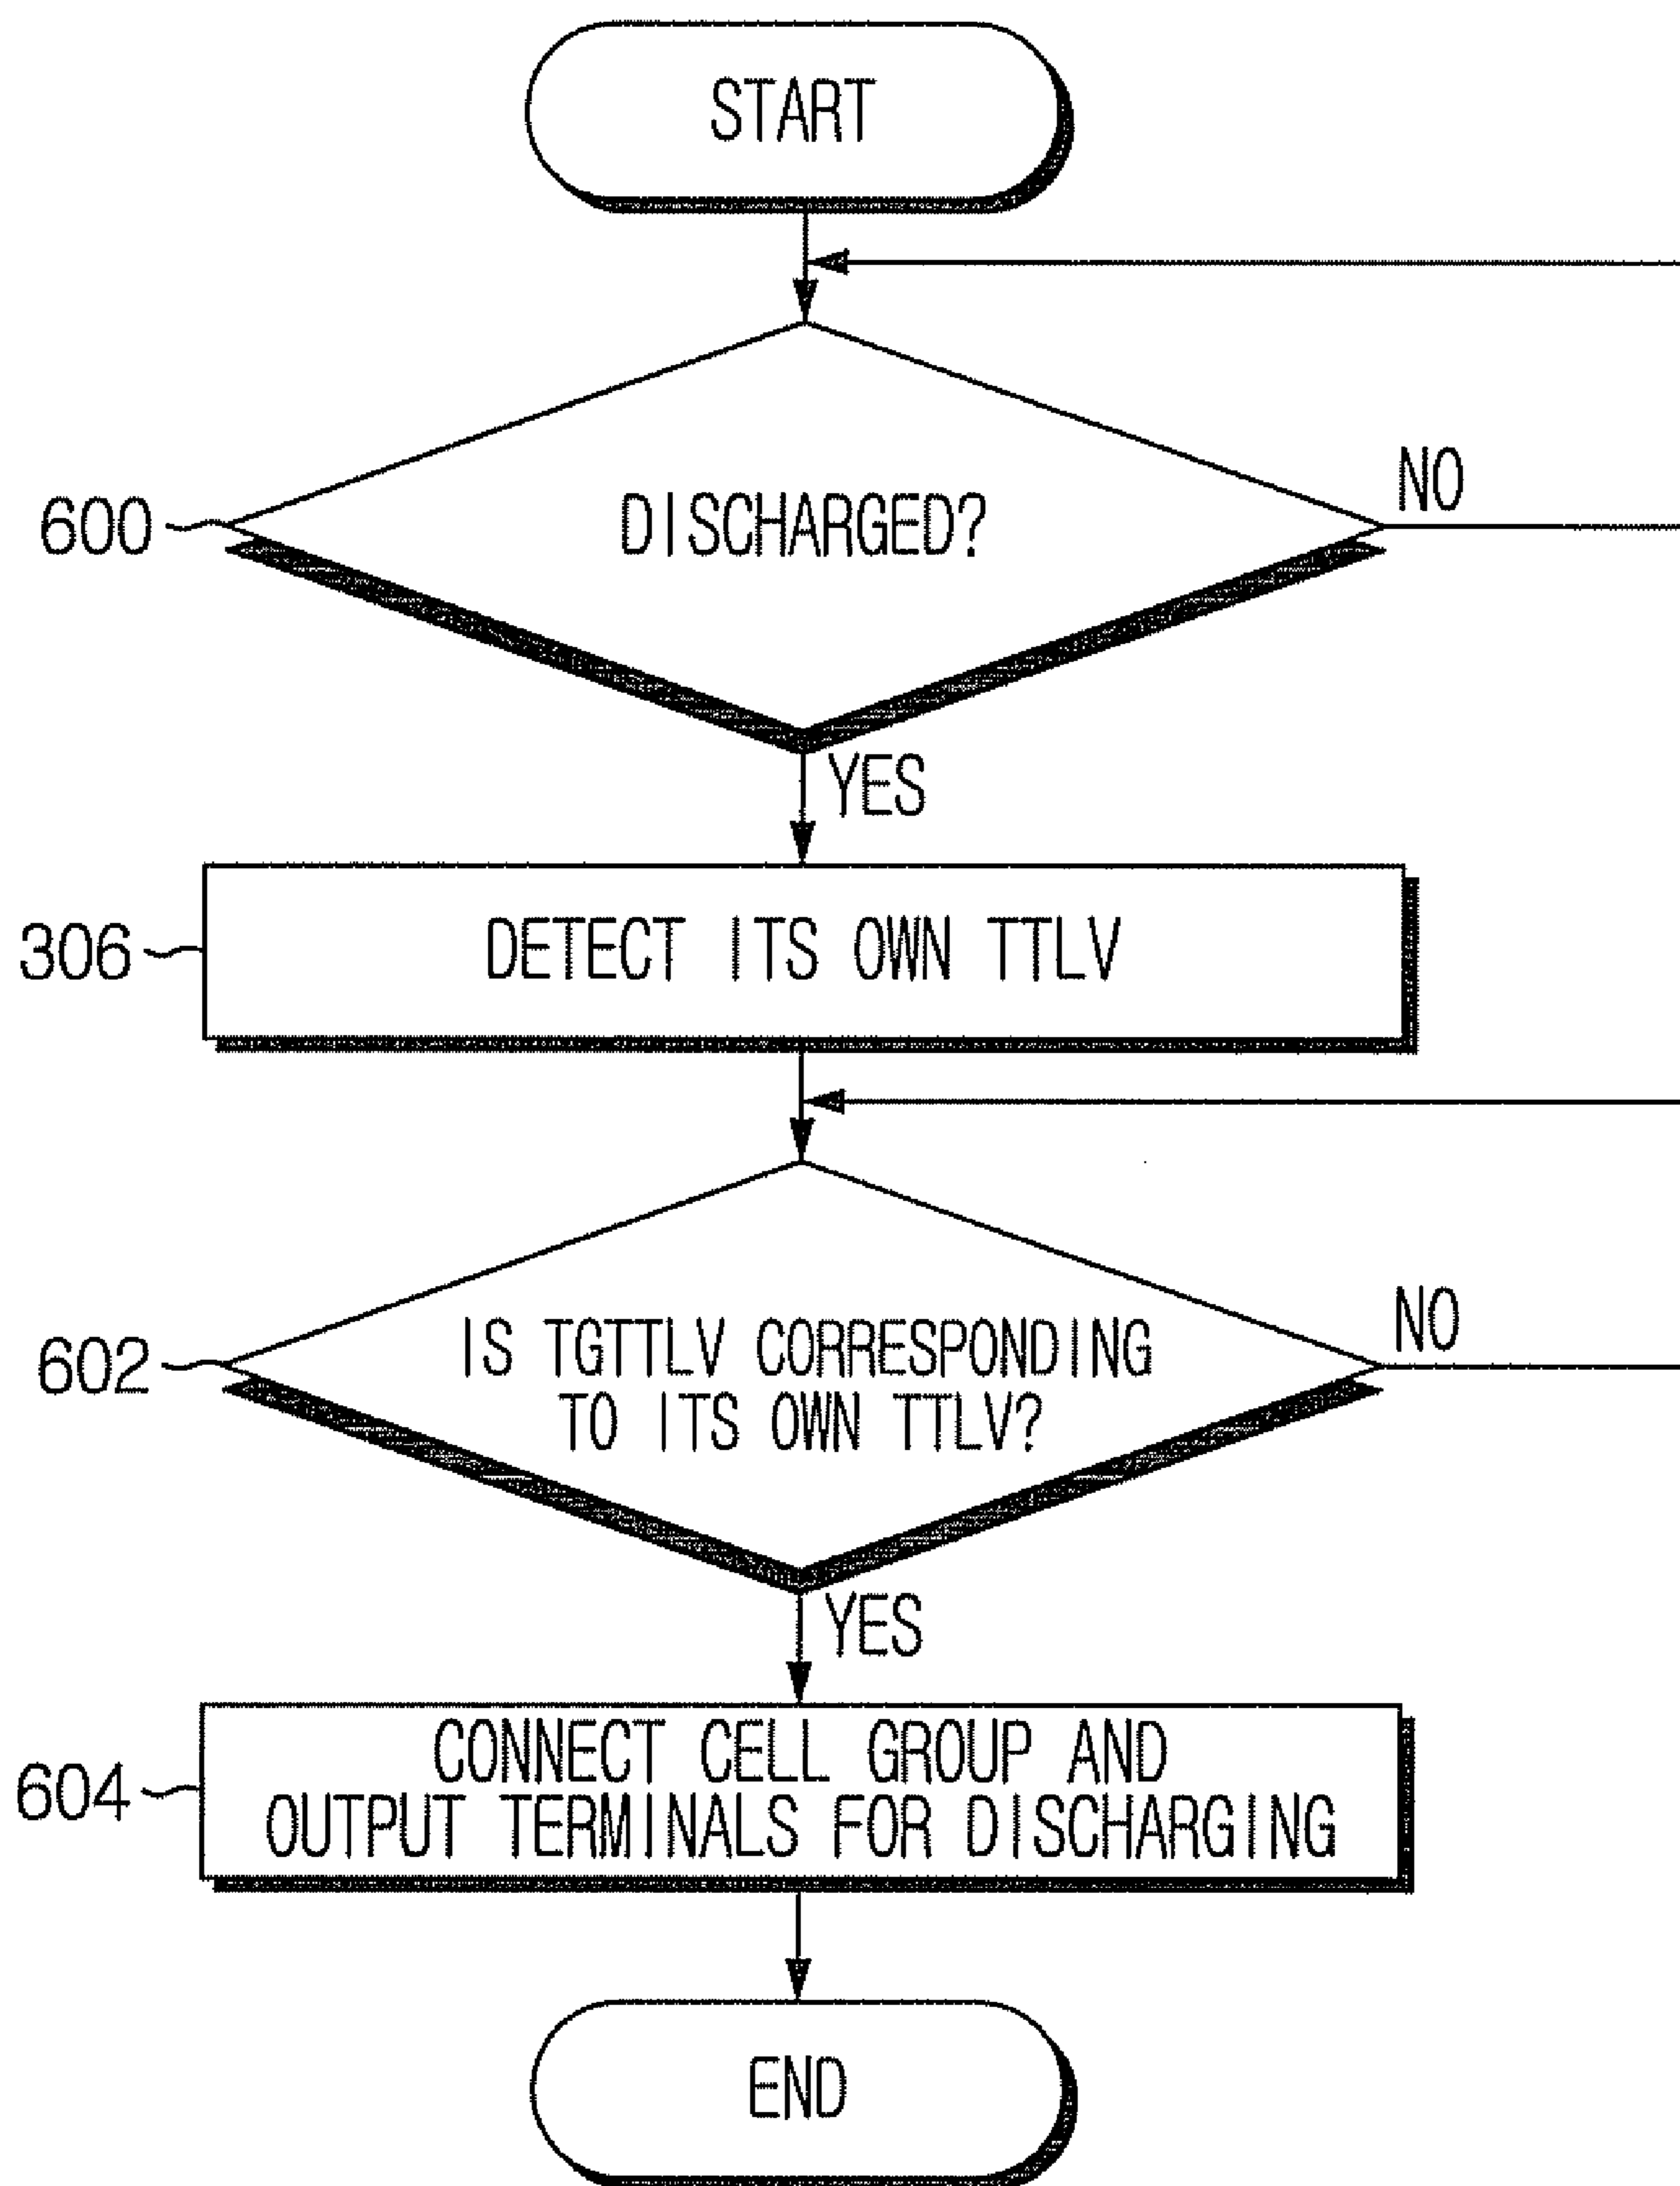 START
600
DISCHARGED?
NO
YES
306
DETECT ITS OWN TTLV
602
IS TGTTLV CORRESPONDING
TO ITS OWN TTLV?
NO
YES
604
CONNECT CELL GROUP AND
OUTPUT TERMINALS FOR DISCHARGING
END